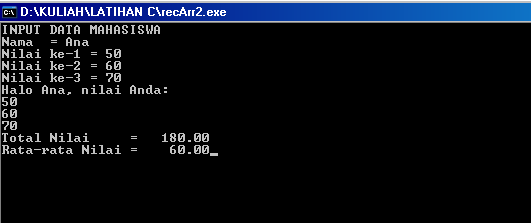 D:\KULIAH\LATIHAN C\recArr2.exe
INPUT DATA MAHASISWA
Nama  = Ana
Nilai ke-1 = 50
Nilai ke-2 = 60
Nilai ke-3 = 70
Halo Ana, nilai Anda:
50
60
70
Total Nilai     =   180.00
Rata-rata Nilai =    60.00_